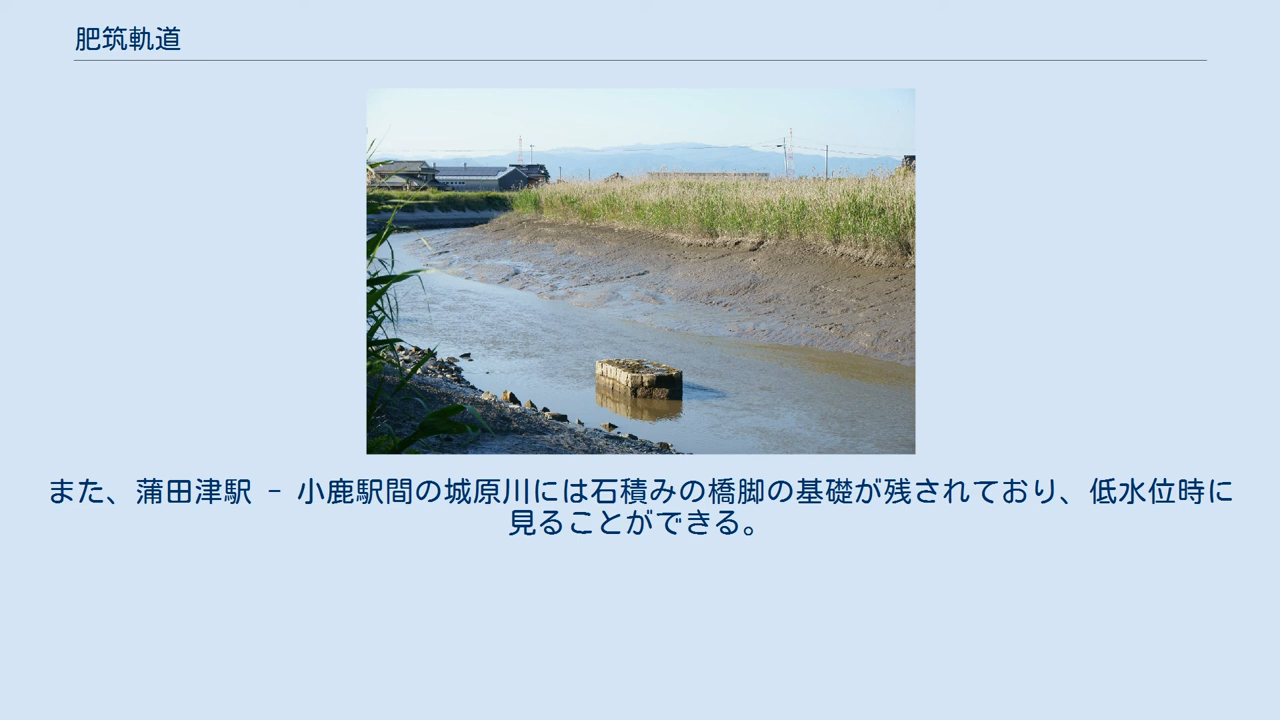 肥筑軌道
また、蒲田津駅 － 小鹿駅間の城原川には石積みの橋脚の基礎が残されており、低水位時に
見ることができる。